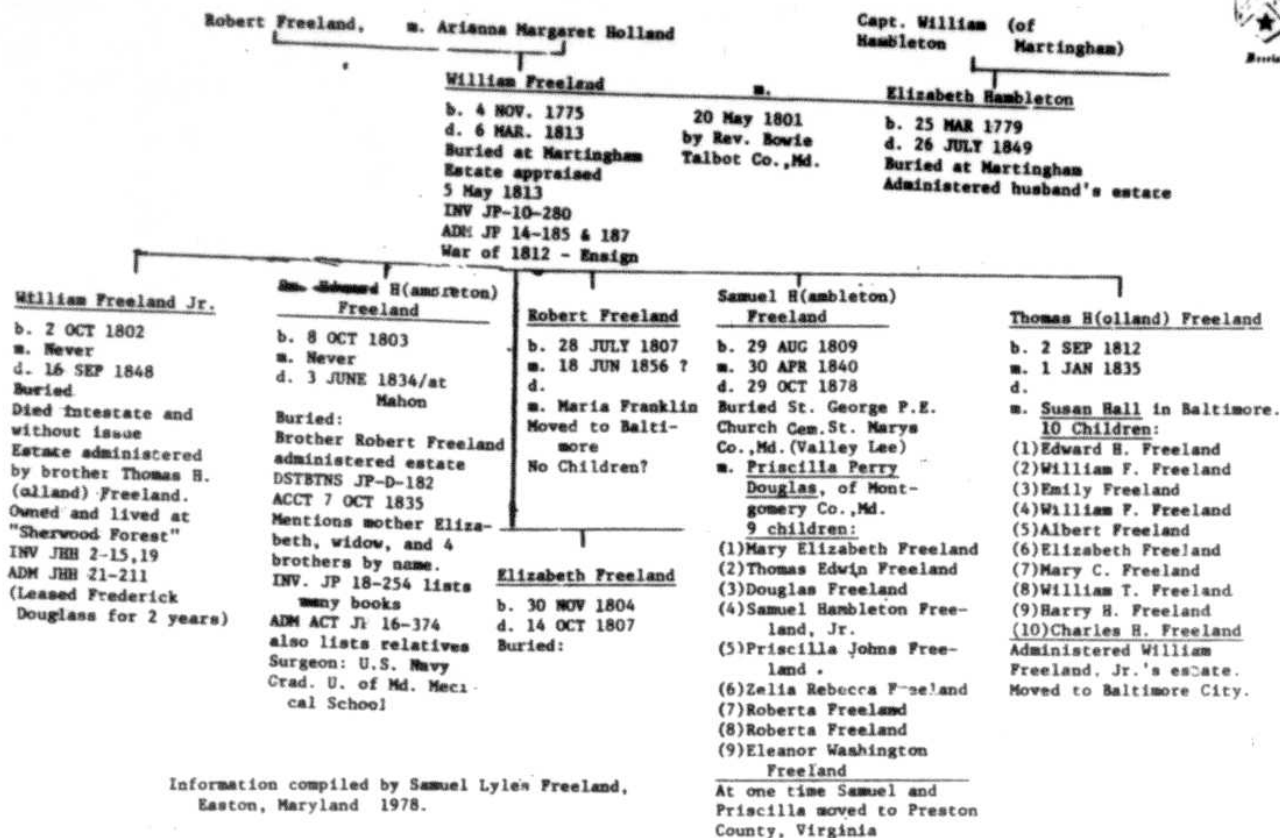 Robert Freeland, m. Arianna Margaret Holland
Capt. William (of
Hambleton Martingham)
William Freeland
b. 4 NOV. 1775
d. 6 MAR. 1813
Buried at Martingham
Estate appraised
5 May 1813
INV JP-10-280
ADM JP 14-185 & 187
War of 1812 - Ensign
m.
20 May 1801
by Rev. Bowie
Talbot Co.,Md.
Elizabeth Hambleton
b. 25 MAR 1779
d. 26 JULY 1849
Buried at Martingham
Administered husband's estate
William Freeland Jr.
b. 2 OCT 1802
m. Never
d. 16 SEP 1848
Buried
Died intestate and
without issue
Estate administered
by brother Thomas H.
(olland) Freeland.
Owned and lived at
"Sherwood Forest"
INV JHH 2-15,19
ADM JHH 21-211
(Leased Frederick
Douglass for 2 years)
Freeland
b. 8 OCT 1803
m. Never
d. 3 JUNE 1834/at
Mahon
Buried:
Brother Robert Freeland
administered estate
DSTBTNS JP-D-182
ACCT 7 OCT 1835
Mentions mother Eliza-
beth, widow, and 4
brothers by name.
INV. JP 18-254 lists
many books
ADM ACT 16-374
also lists relatives
Surgeon: U.S. Navy
U. of Md.
cal School
Robert Freeland
b. 28 JULY 1807
m. 18 JUN 1856 ?
d.
m. Maria Franklin
Moved to Balti-
more
No Children?
Elizabeth Freeland
b. 30 NOV 1804
d. 14 OCT 1807
Buried:
Samuel H(ambleton)
Freeland
b. 29 AUG 1809
m. 30 APR 1840
d. 29 OCT 1878
Buried St. George P.E.
Church Cem. St. Marys
Co.,Md. (Valley Lee)
m. Priscilla Perry
Douglas, of Mont-
gomery Co.,Md.
9 children:
(1)Mary Elizabeth Freeland
(2)Thomas Edwin Freeland
(3)Douglas Freeland
(4)Samuel Hambleton Free-
land, Jr.
(5)Priscilla Johns Free-
land .
(6)Zelia Rebecca Freeland
(7)Roberta Freeland
(8)Roberta Freeland
(9)Eleanor Washington
Freeland
At one time Samuel and
Priscilla moved to Preston
County, Virginia
Thomas H(olland) Freeland
b. 2 SEP 1812
m. 1 JAN 1835
d.
m. Susan Hall in Baltimore.
10 Children:
(1)Edward H. Freeland
(2)William F. Freeland
(3)Emily Freeland
(4)William F. Freeland
(5)Albert Freeland
(6)Elizabeth Freeland
(7)Mary C. Freeland
(8)William T. Freeland
(9)Harry H. Freeland
(10)Charles H. Freeland
Administered William
Freeland, Jr.'s estate.
Moved to Baltimore City.
Information compiled by Samuel Lyles Freeland,
Easton, Maryland 1978.